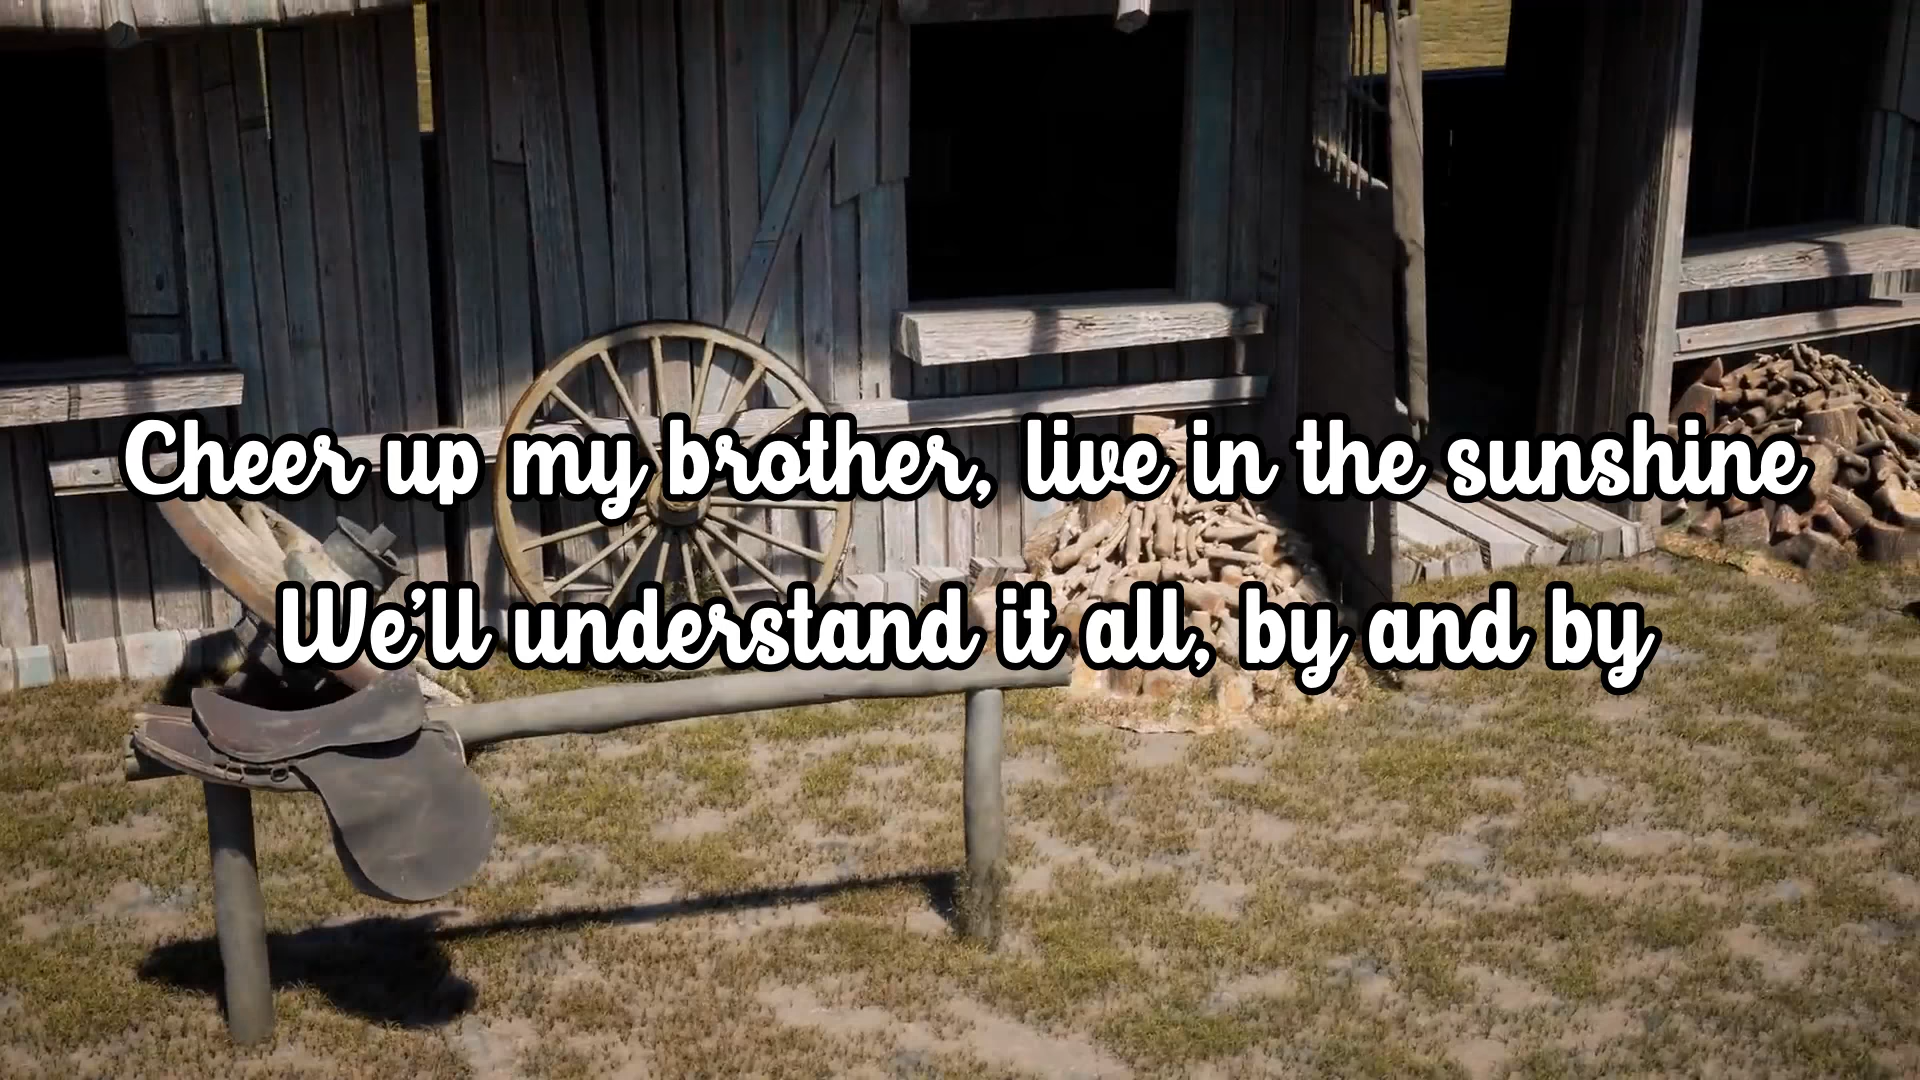 Cheer up my brother, live in the sunshine
We'll understand it all, by and by